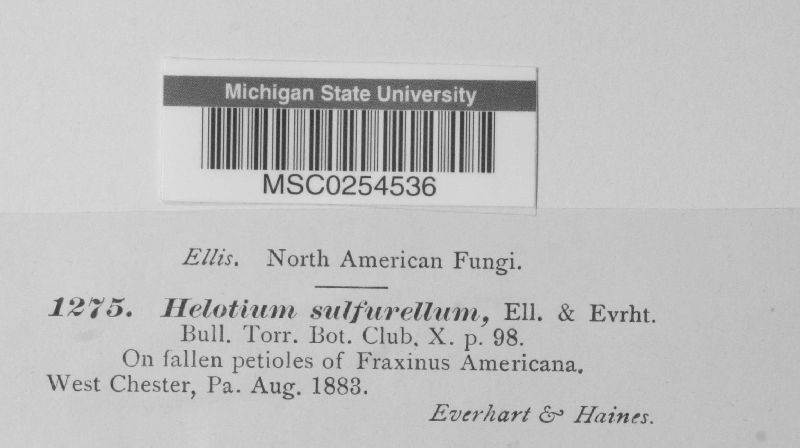 Michigan State University
MSC0254536
Ellis. North American Fungi.
1275. Helotium sulfurellum, Ell. & Evrht.
Bull. Torr. Bot. Club, X. p. 98.
On fallen petioles of Fraxinus Americana.
West Chester, Pa. Aug. 1883.
Everhart & Haines.